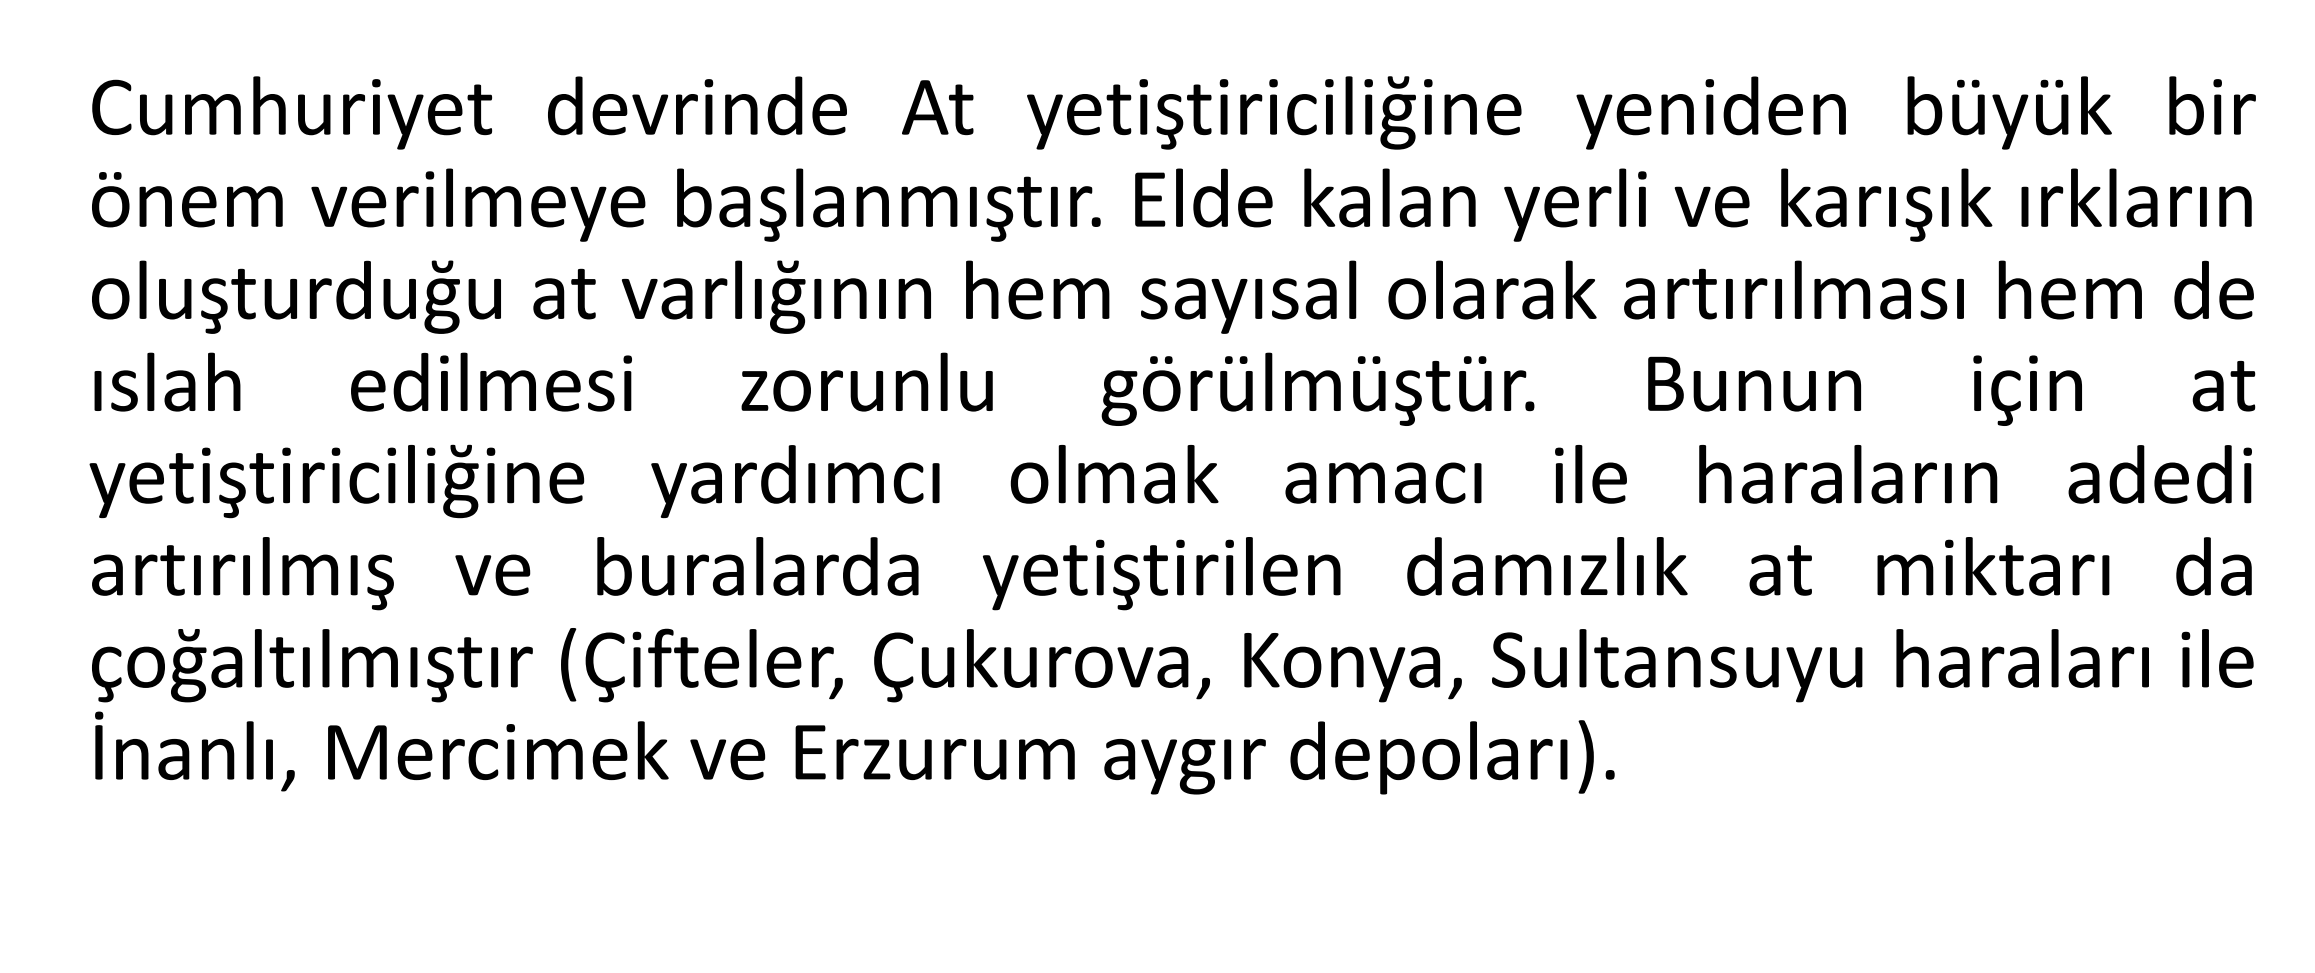 Cumhuriyet devrinde At yetiştiriciliğine yeniden büyük bir
önem verilmeye başlanmıştır. Elde kalan yerli ve karışık ırkların
oluşturduğu at varlığının hem sayısal olarak artırılması hem de
ıslah edilmesi zorunlu görülmüştür. Bunun için at
yetiştiriciliğine yardımcı olmak amacı ile haraların adedi
artırılmış ve buralarda yetiştirilen damızlık at miktarı da
çoğaltılmıştır (Çifteler, Çukurova, Konya, Sultansuyu haraları ile
İnanlı, Mercimek ve Erzurum aygır depoları).